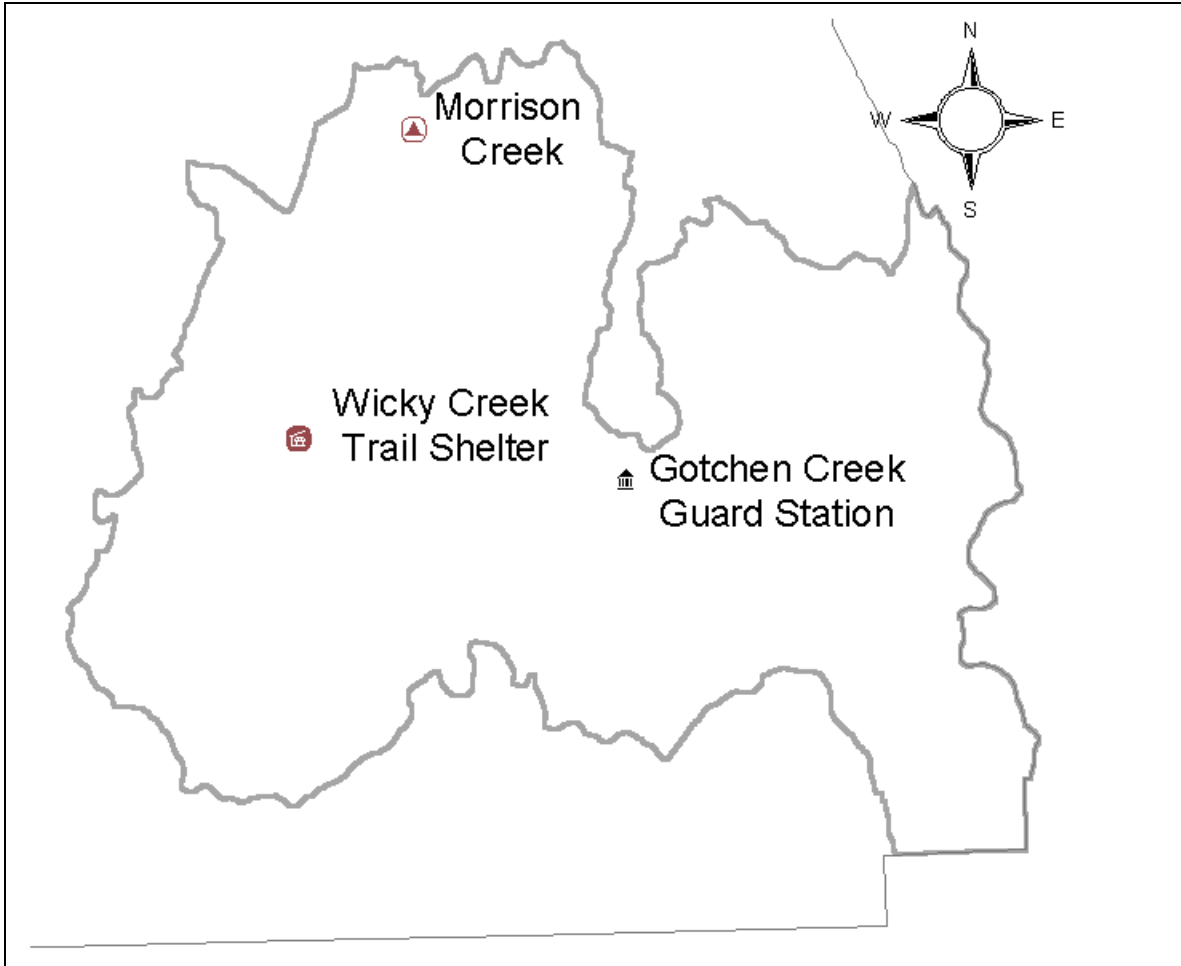 N
Morrison
Creek
W
E
S
Wicky Creek
Trail Shelter
Gotchen Creek
Guard Station